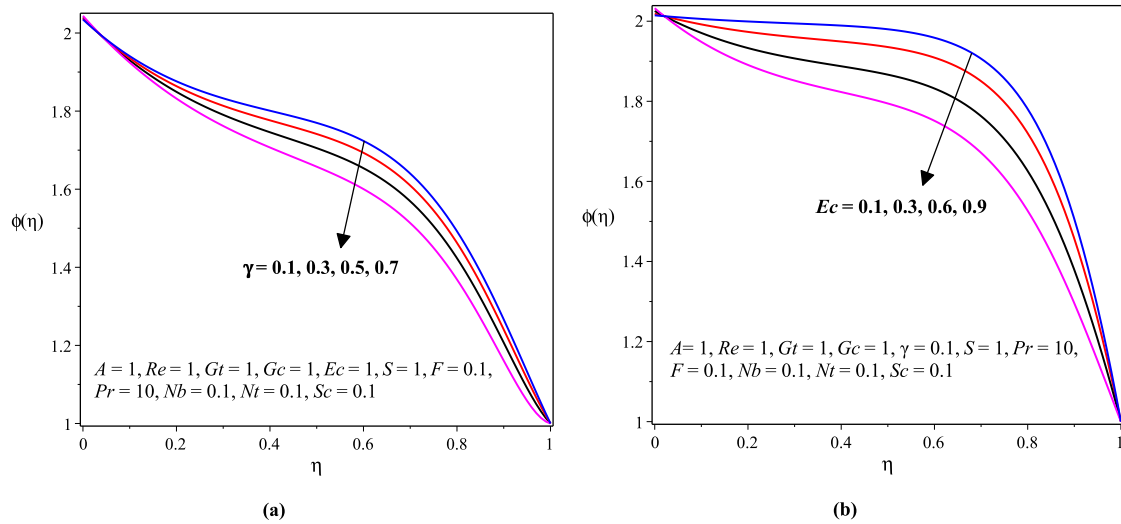 2
1.8
1.6
ϕ(η)
1.4
1.2
1
0
0.2
0.4
0.6
0.8
1
η
γ = 0.1, 0.3, 0.5, 0.7
A = 1, Re = 1, Gt = 1, Gc = 1, Ec = 1, S = 1, F = 0.1,
Pr = 10, Nb = 0.1, Nt = 0.1, Sc = 0.1
(a)
2
1.8
1.6
ϕ(η)
1.4
1.2
1
0
0.2
0.4
0.6
0.8
1
η
Ec = 0.1, 0.3, 0.6, 0.9
A = 1, Re = 1, Gt = 1, Gc = 1, γ = 0.1, S = 1, Pr = 10,
F = 0.1, Nb = 0.1, Nt = 0.1, Sc = 0.1
(b)